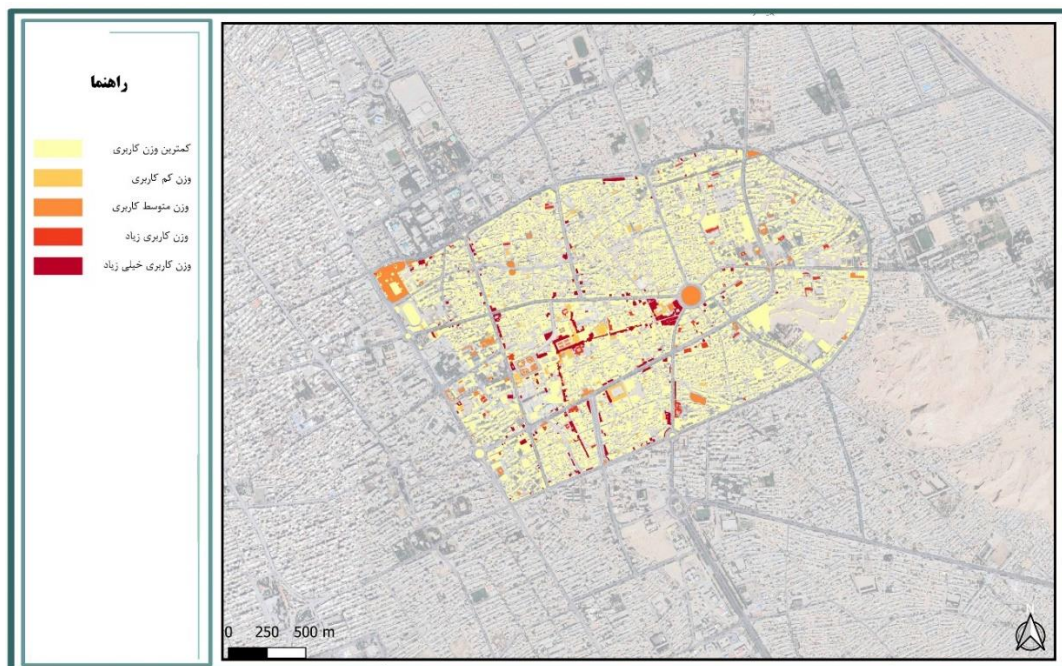 راهنما
کمترین وزن کاربری
وزن کم کاربری
وزن متوسط کاربری
وزن کاربری زیاد
وزن کاربری خیلی زیاد
0 250 500 m